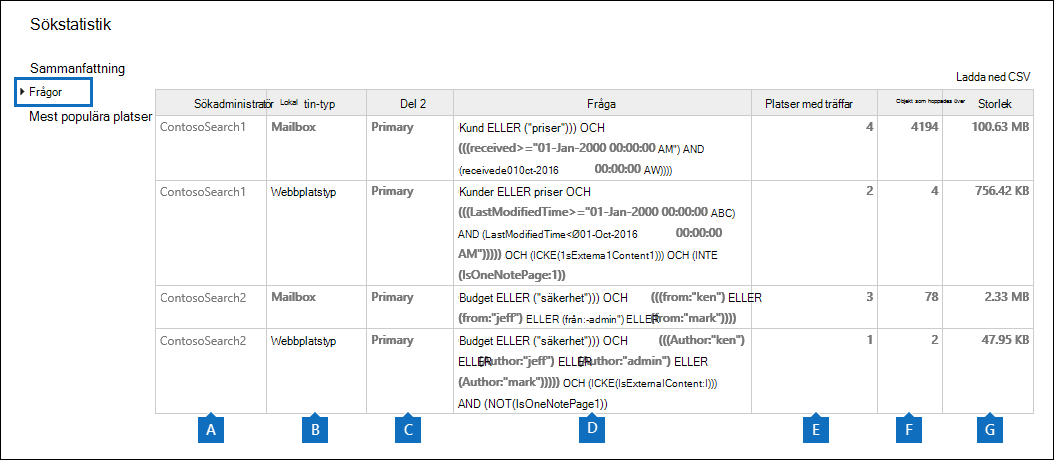 Sökstatistik
Sammanfattning
Frågor
Mest populära platser
Ladda ned CSV
Sökadministratör Lokal tin-typ Del 2 Fråga Platser med träffar Objekt som hoppades över Storlek
ContosoSearch1 Mailbox Primary Kund ELLER ("priser"))) OCH 4 4194 100.63 MB
(((received>="01-Jan-2000 00:00:00 AM") AND
(receivede010ct-2016 00:00:00 AW))))
ContosoSearch1 Webbplatstyp Primary Kunder ELLER priser OCH 2 4 756.42 KB
(((LastModifiedTime>="01-Jan-2000 00:00:00 ABC)
AND (LastModifiedTime<Ø01-Oct-2016 00:00:00
AM"))))) OCH (ICKE(1sExtema1Content1))) OCH (INTE
(IsOneNotePage:1))
ContosoSearch2 Mailbox Primary Budget ELLER ("säkerhet"))) OCH (((from:"ken") ELLER 3 78 2.33 MB
(from:"jeff") ELLER (från:-admin") ELLER (from:"mark"))))
ContosoSearch2 Webbplatstyp Primary Budget ELLER ("säkerhet"))) OCH (((Author:"ken") 1 2 47.95 KB
ELLER (Author:"jeff") ELLER (Author:"admin") ELLER
(Author:"mark"))))) OCH (ICKE(IsExternalContent:I)))
AND (NOT(IsOneNotePage1))
A B C D E F G